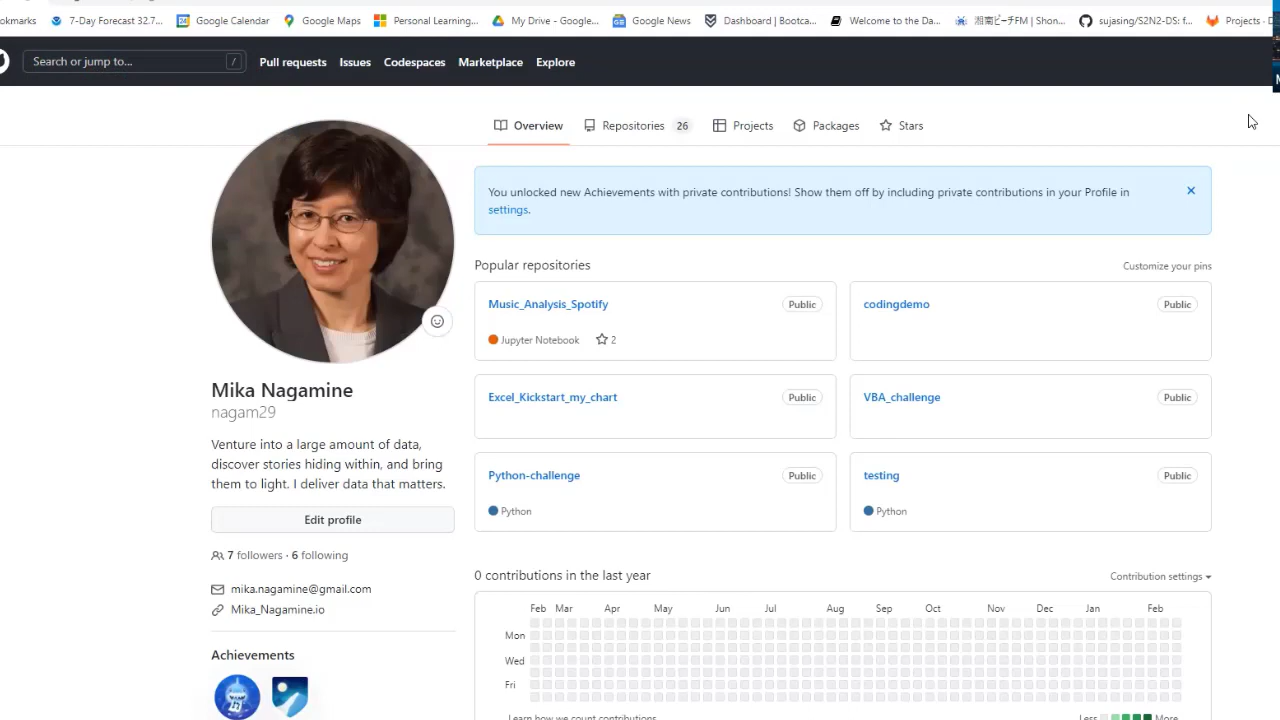 okmarks
7-Day Forecast 32.7...
Google Calendar
Google Maps
Personal Learning...
My Drive - Google...
Google News
Dashboard | Bootca...
Welcome to the Da...
湘南ビーチFM | Shon...
sujasing/S2N2-DS: f...
Projects · D
Search or jump to...
/
Pull requests
Issues
Codespaces
Marketplace
Explore
Overview
Repositories 26
Projects
Packages
Stars
You unlocked new Achievements with private contributions! Show them off by including private contributions in your Profile in
settings.
Popular repositories
Customize your pins
Music_Analysis_Spotify
Public
Jupyter Notebook
2
codingdemo
Public
Excel_Kickstart_my_chart
Public
VBA_challenge
Public
Python-challenge
Public
Python
testing
Public
Python
Mika Nagamine
nagam29
Venture into a large amount of data,
discover stories hiding within, and bring
them to light. I deliver data that matters.
Edit profile
7 followers · 6 following
mika.nagamine@gmail.com
Mika_Nagamine.io
Achievements
0 contributions in the last year
Contribution settings
Feb Mar Apr May Jun Jul Aug Sep Oct Nov Dec Jan Feb
Mon
Wed
Fri
Learn how we count contributions
Less
More